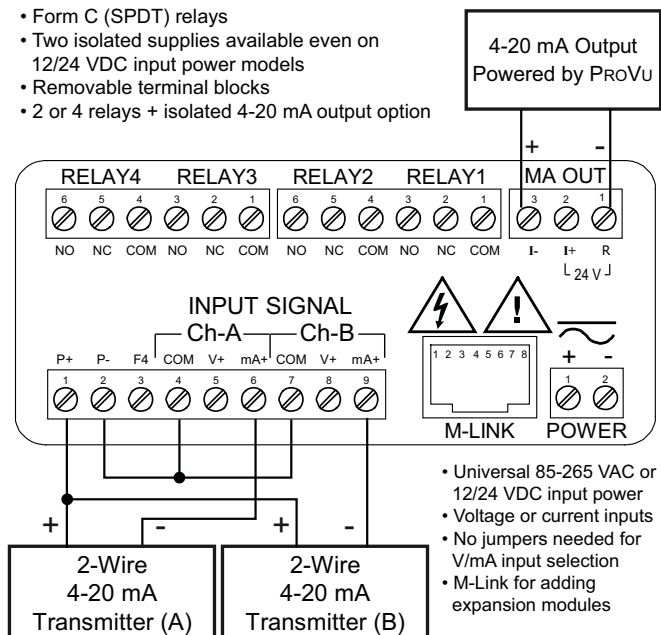 • Form C (SPDT) relays
• Two isolated supplies available even on
12/24 VDC input power models
• Removable terminal blocks
• 2 or 4 relays + isolated 4-20 mA output option
4-20 mA Output
Powered by PROVU
+ -
RELAY4 RELAY3 RELAY2 RELAY1 MA OUT
6 5 4 3 2 1 6 5 4 3 2 1 3 2 1
NO NC COM NO NC COM NO NC COM NO NC COM I- I+ R
24 V
INPUT SIGNAL
Ch-A Ch-B
P+ P- F4 COM V+ mA+ COM V+ mA+
1 2 3 4 5 6 7 8 9
!
1 2 3 4 5 6 7 8
+ -
1 2
M-LINK POWER
+ - + -
2-Wire
4-20 mA
Transmitter (A)
2-Wire
4-20 mA
Transmitter (B)
• Universal 85-265 VAC or
12/24 VDC input power
• Voltage or current inputs
• No jumpers needed for
V/mA input selection
• M-Link for adding
expansion modules